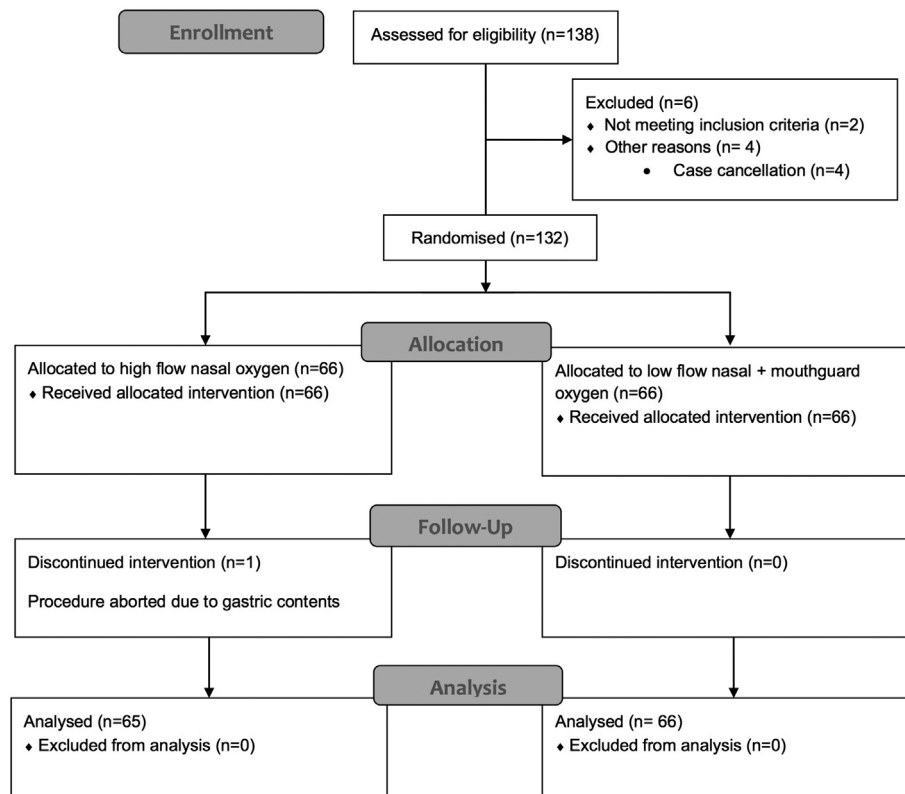 Enrollment
Assessed for eligibility (n=138)
Excluded (n=6)
♦ Not meeting inclusion criteria (n=2)
♦ Other reasons (n= 4)
• Case cancellation (n=4)
Randomised (n=132)
Allocation
Allocated to high flow nasal oxygen (n=66)
♦ Received allocated intervention (n=66)
Allocated to low flow nasal + mouthguard
oxygen (n=66)
♦ Received allocated intervention (n=66)
Follow-Up
Discontinued intervention (n=1)
Procedure aborted due to gastric contents
Discontinued intervention (n=0)
Analysis
Analysed (n=65)
♦ Excluded from analysis (n=0)
Analysed (n= 66)
♦ Excluded from analysis (n=0)